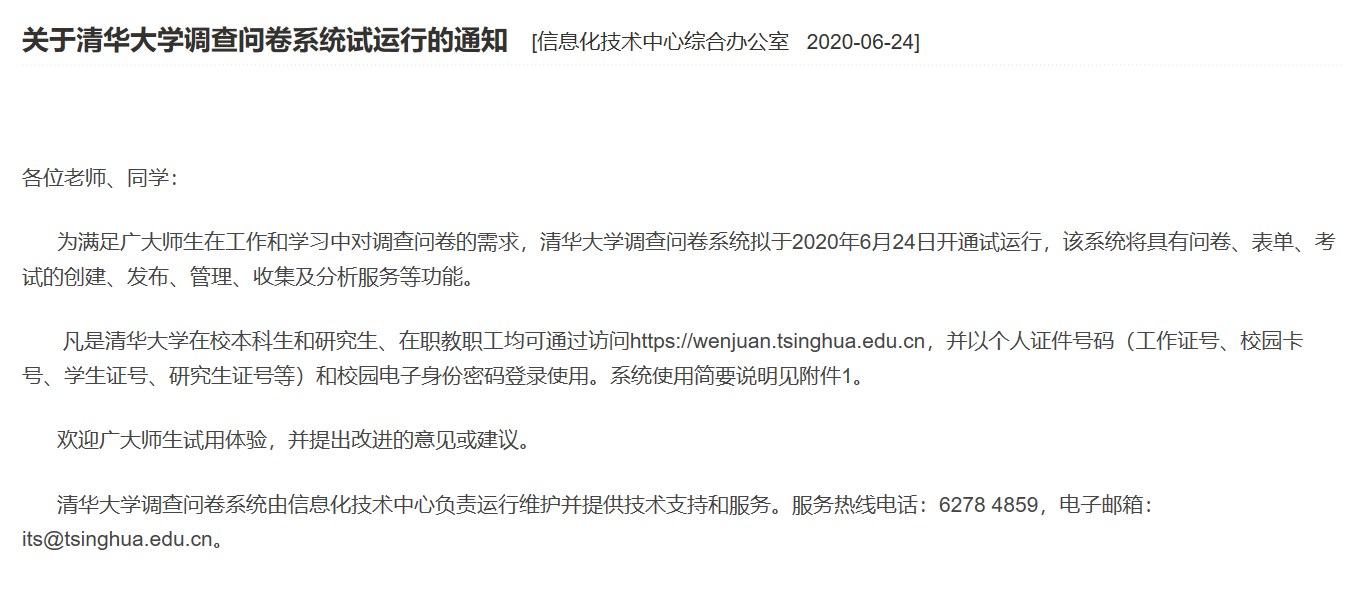 关于清华大学调查问卷系统试运行的通知 [信息化技术中心综合办公室 2020-06-24]
各位老师、同学：
为满足广大师生在工作和学习中对调查问卷的需求，清华大学调查问卷系统拟于2020年6月24日开通试运行，该系统将具有问卷、表单、考
试的创建、发布、管理、收集及分析服务等功能。
凡是清华大学在校本科生和研究生、在职教职工均可通过访问https://wenjuan.tsinghua.edu.cn，并以个人证件号码（工作证号、校园卡
号、学生证号、研究生证号等）和校园电子身份密码登录使用。系统使用简要说明见附件1。
欢迎广大师生试用体验，并提出改进的意见或建议。
清华大学调查问卷系统由信息化技术中心负责运行维护并提供技术支持和服务。服务热线电话：6278 4859，电子邮箱：
its@tsinghua.edu.cn。